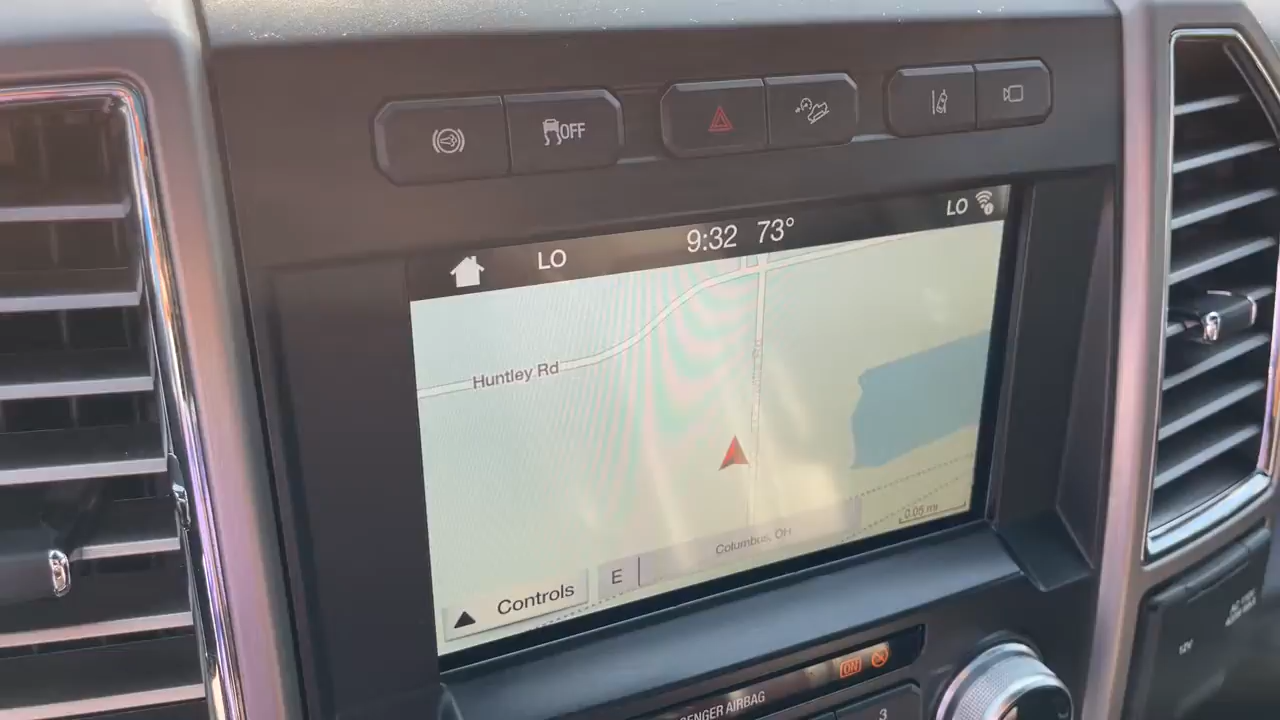 OFF
LO 9:32 73° LO
Huntley Rd
0.05 mi
Columbus, OH
E
Controls
ON
PASSENGER AIRBAG
3
12V